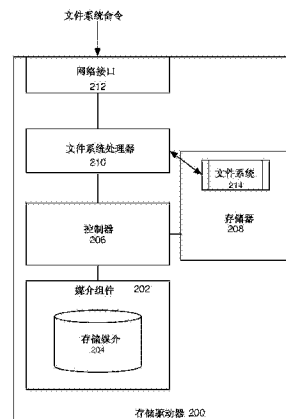 文件系统命令
网络接口
212
文件系统处理器
210
文件系统
214
控制器
206
存储器
208
媒介组件 202
存储媒介
204
存储驱动器 200